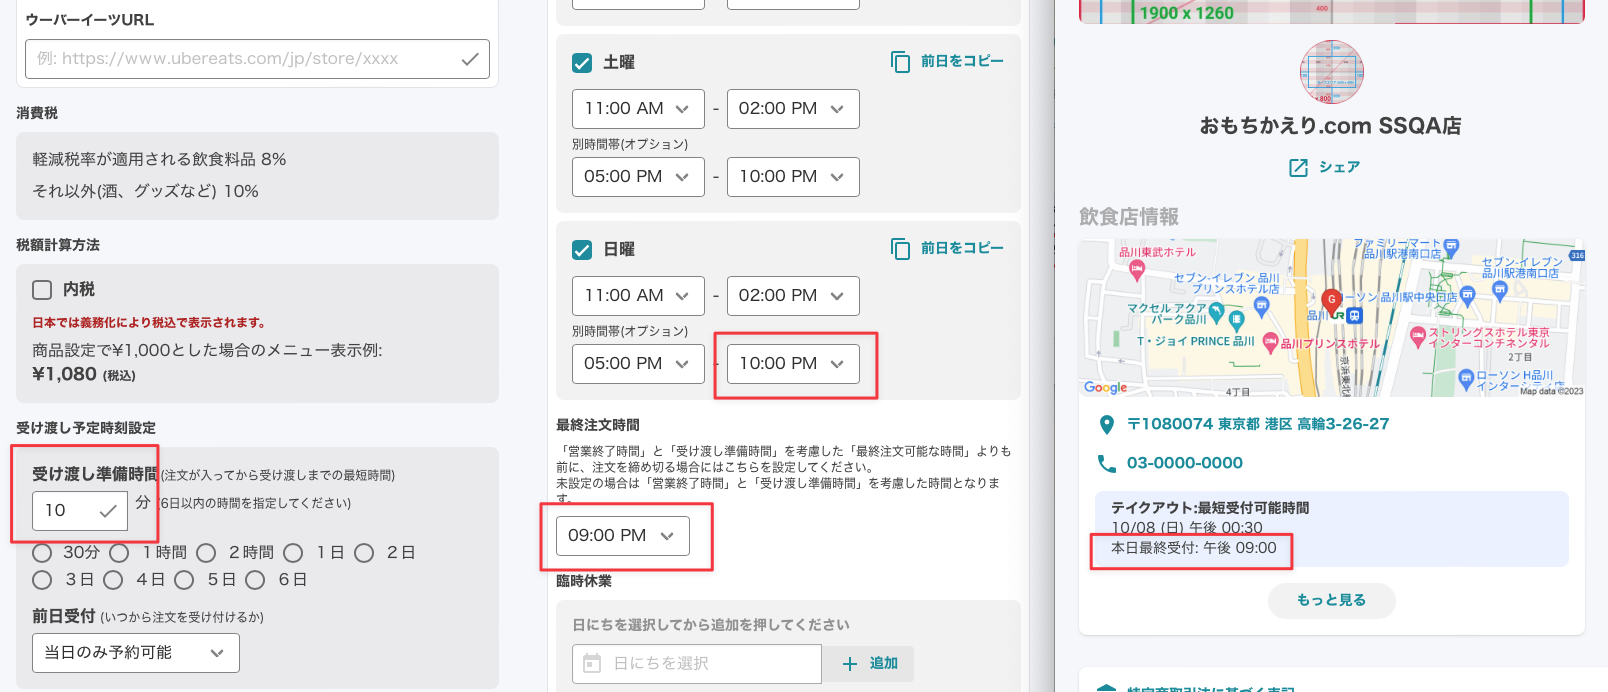 ウーバーイーツURL
例: https://www.ubereats.com/jp/store/xxxx
消費税
軽減税率が適用される飲食料品 8%
それ以外(酒、グッズなど) 10%
税額計算方法
内税
日本では義務化により税込で表示されます。
商品設定で¥1,000とした場合のメニュー表示例:
¥1,080 (税込)
受け渡し予定時刻設定
受け渡し準備時間 (注文が入ってから受け渡しまでの最短時間)
10 分 (6日以内の時間を指定してください)
30分 1時間 2時間 1日 2日
3日 4日 5日 6日
前日受付 (いつから注文を受け付けるか)
当日のみ予約可能
土曜 前日をコピー
11:00 AM - 02:00 PM
別時間帯(オプション)
05:00 PM - 10:00 PM
日曜 前日をコピー
11:00 AM - 02:00 PM
別時間帯(オプション)
05:00 PM - 10:00 PM
最終注文時間
「営業終了時間」と「受け渡し準備時間」を考慮した「最終注文可能な時間」よりも
前に、注文を締め切る場合にはこちらを設定してください。
未設定の場合は「営業終了時間」と「受け渡し準備時間」を考慮した時間となりま
す。
09:00 PM
臨時休業
日にちを選択してから追加を押してください
日にちを選択 + 追加
1900 x 1260
400
800
おもちかえり.com SSQA店
シェア
飲食店情報
品川東武ホテル
ファミリーマート
品川駅港南口店
セブン-イレブン
品川駅港南口店
316
セブン-イレブン 品川
プリンスホテル店
マクセル アクア
パーク品川
ローソン 品川駅中央口店
品川
T・ジョイ PRINCE 品川
品川プリンスホテル
ストリングスホテル東京
インターコンチネンタル
2丁目
京浜東北
ローソン H品川
インターシティ店
4丁目
Google
Map data ©2023
〒1080074 東京都 港区 高輪3-26-27
03-0000-0000
テイクアウト:最短受付可能時間
10/08 (日) 午後 00:30
本日最終受付: 午後 09:00
もっと見る
特定商取引法に基づく表記